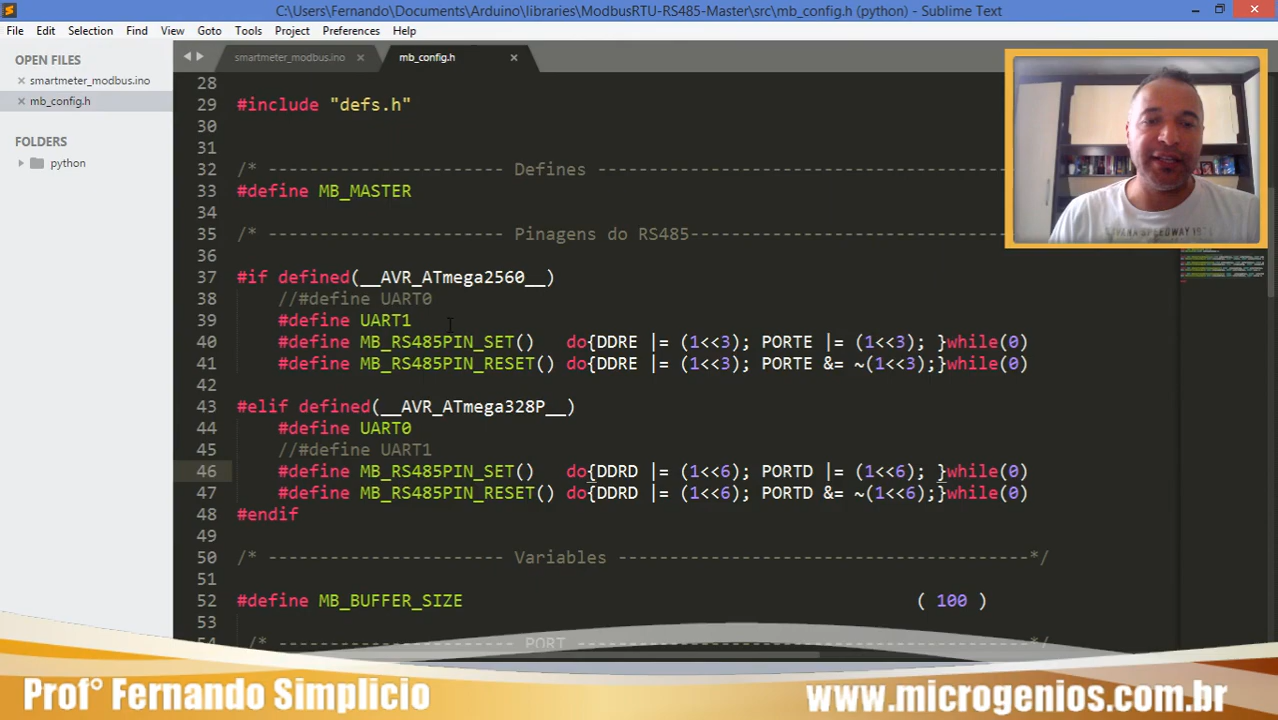 C:\Users\Fernando\Documents\Arduino\libraries\ModbusRTU-RS485-Master\src\mb_config.h (python) - Sublime Text
File Edit Selection Find View Goto Tools Project Preferences Help
OPEN FILES
smartmeter_modbus.ino
mb_config.h
FOLDERS
python
smartmeter_modbus.ino mb_config.h
28
29 #include "defs.h"
30
31
32 /* ----------------------- Defines ----------------------------------------
33 #define MB_MASTER
34
35 /* ----------------------- Pinagens do RS485-------------------------------
36
37 #if defined(__AVR_ATmega2560__)
38 //#define UART0
39 #define UART1
40 #define MB_RS485PIN_SET() do{DDRE |= (1<<3); PORTE |= (1<<3); }while(0)
41 #define MB_RS485PIN_RESET() do{DDRE |= (1<<3); PORTE &= ~(1<<3);}while(0)
42
43 #elif defined(__AVR_ATmega328P__)
44 #define UART0
45 //#define UART1
46 #define MB_RS485PIN_SET() do{DDRD |= (1<<6); PORTD |= (1<<6); }while(0)
47 #define MB_RS485PIN_RESET() do{DDRD |= (1<<6); PORTD &= ~(1<<6);}while(0)
48 #endif
49
50 /* ----------------------- Variables ----------------------------------------*/
51
52 #define MB_BUFFER_SIZE ( 100 )
53
54 /* ----------------------- PORT ----------------------------------------*/
Prof° Fernando Simplicio
www.microgenios.com.br